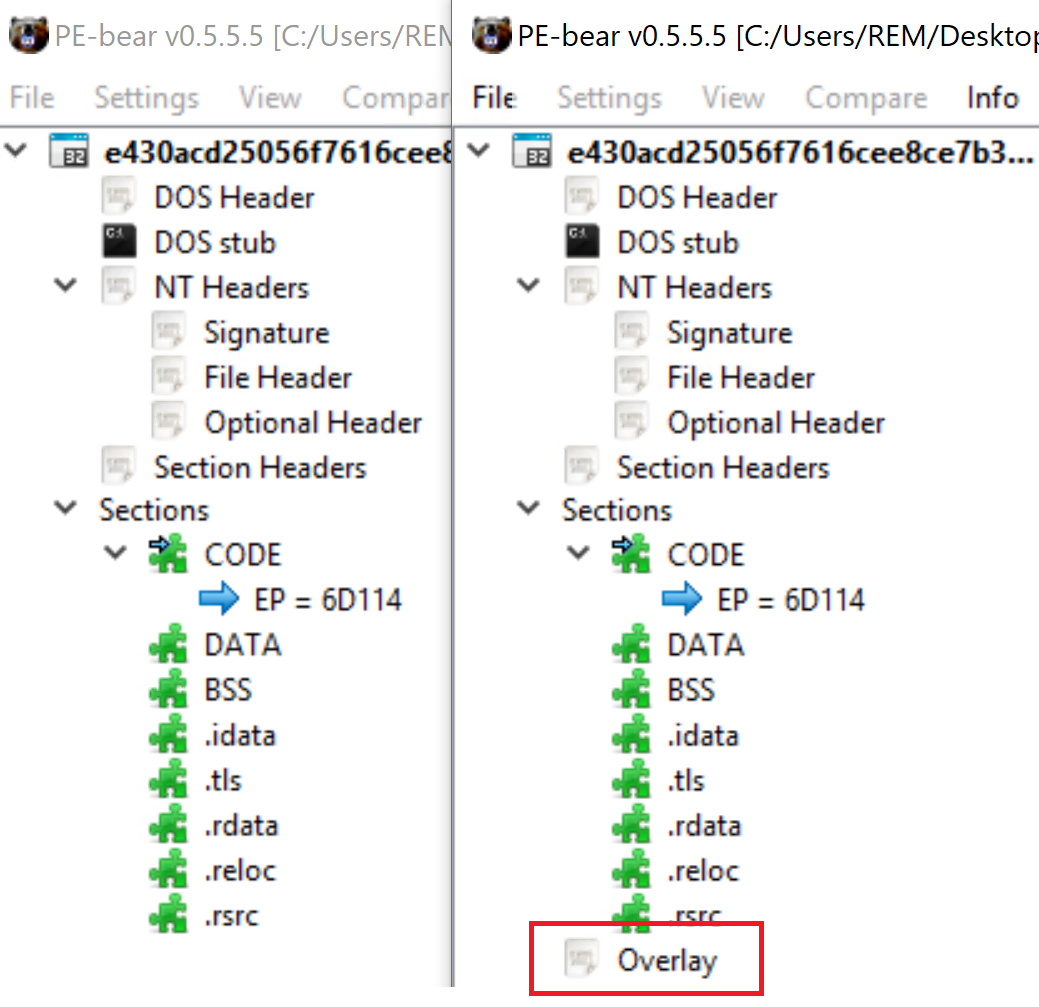 PE-bear v0.5.5.5 [C:/Users/REM
File Settings View Compar
e430acd25056f7616cee8
DOS Header
DOS stub
NT Headers
Signature
File Header
Optional Header
Section Headers
Sections
CODE
EP = 6D114
DATA
BSS
.idata
.tls
.rdata
.reloc
.rsrc
PE-bear v0.5.5.5 [C:/Users/REM/Desktop
File Settings View Compare Info
e430acd25056f7616cee8ce7b3...
DOS Header
DOS stub
NT Headers
Signature
File Header
Optional Header
Section Headers
Sections
CODE
EP = 6D114
DATA
BSS
.idata
.tls
.rdata
.reloc
.rsrc
Overlay